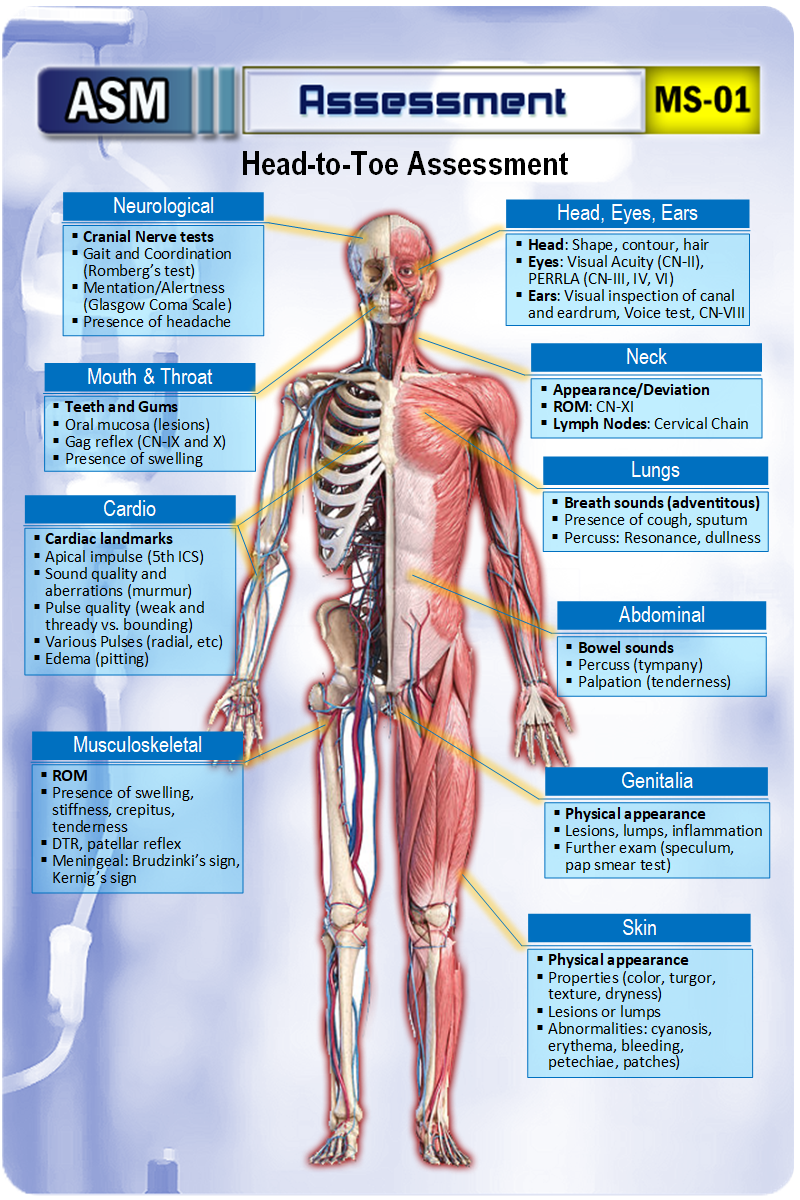 ASM
Assessment
MS-01
Head-to-Toe Assessment
Neurological
▪ Cranial Nerve tests
▪ Gait and Coordination
(Romberg's test)
▪ Mentation/Alertness
(Glasgow Coma Scale)
▪ Presence of headache
Mouth & Throat
▪ Teeth and Gums
▪ Oral mucosa (lesions)
▪ Gag reflex (CN-IX and X)
▪ Presence of swelling
Cardio
▪ Cardiac landmarks
▪ Apical impulse (5th ICS)
▪ Sound quality and
aberrations (murmur)
▪ Pulse quality (weak and
thready vs. bounding)
▪ Various Pulses (radial, etc)
▪ Edema (pitting)
Musculoskeletal
▪ ROM
▪ Presence of swelling,
stiffness, crepitus,
tenderness
▪ DTR, patellar reflex
▪ Meningeal: Brudzinki's sign,
Kernig's sign
Head, Eyes, Ears
▪ Head: Shape, contour, hair
▪ Eyes: Visual Acuity (CN-II),
PERRLA (CN-III, IV, VI)
▪ Ears: Visual inspection of canal
and eardrum, Voice test, CN-VIII
Neck
▪ Appearance/Deviation
▪ ROM: CN-XI
▪ Lymph Nodes: Cervical Chain
Lungs
▪ Breath sounds (adventitous)
▪ Presence of cough, sputum
▪ Percuss: Resonance, dullness
Abdominal
▪ Bowel sounds
▪ Percuss (tympany)
▪ Palpation (tenderness)
Genitalia
▪ Physical appearance
▪ Lesions, lumps, inflammation
▪ Further exam (speculum,
pap smear test)
Skin
▪ Physical appearance
▪ Properties (color, turgor,
texture, dryness)
▪ Lesions or lumps
▪ Abnormalities: cyanosis,
erythema, bleeding,
petechiae, patches)